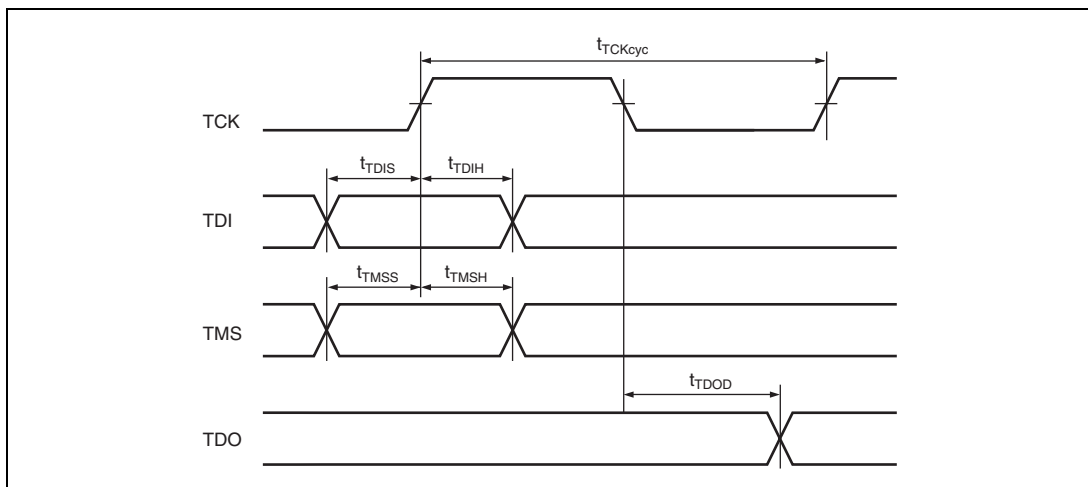 tTCKcyc
TCK
tTDIS tTDIH
TDI
tTMSS tTMSH
TMS
tTDOD
TDO